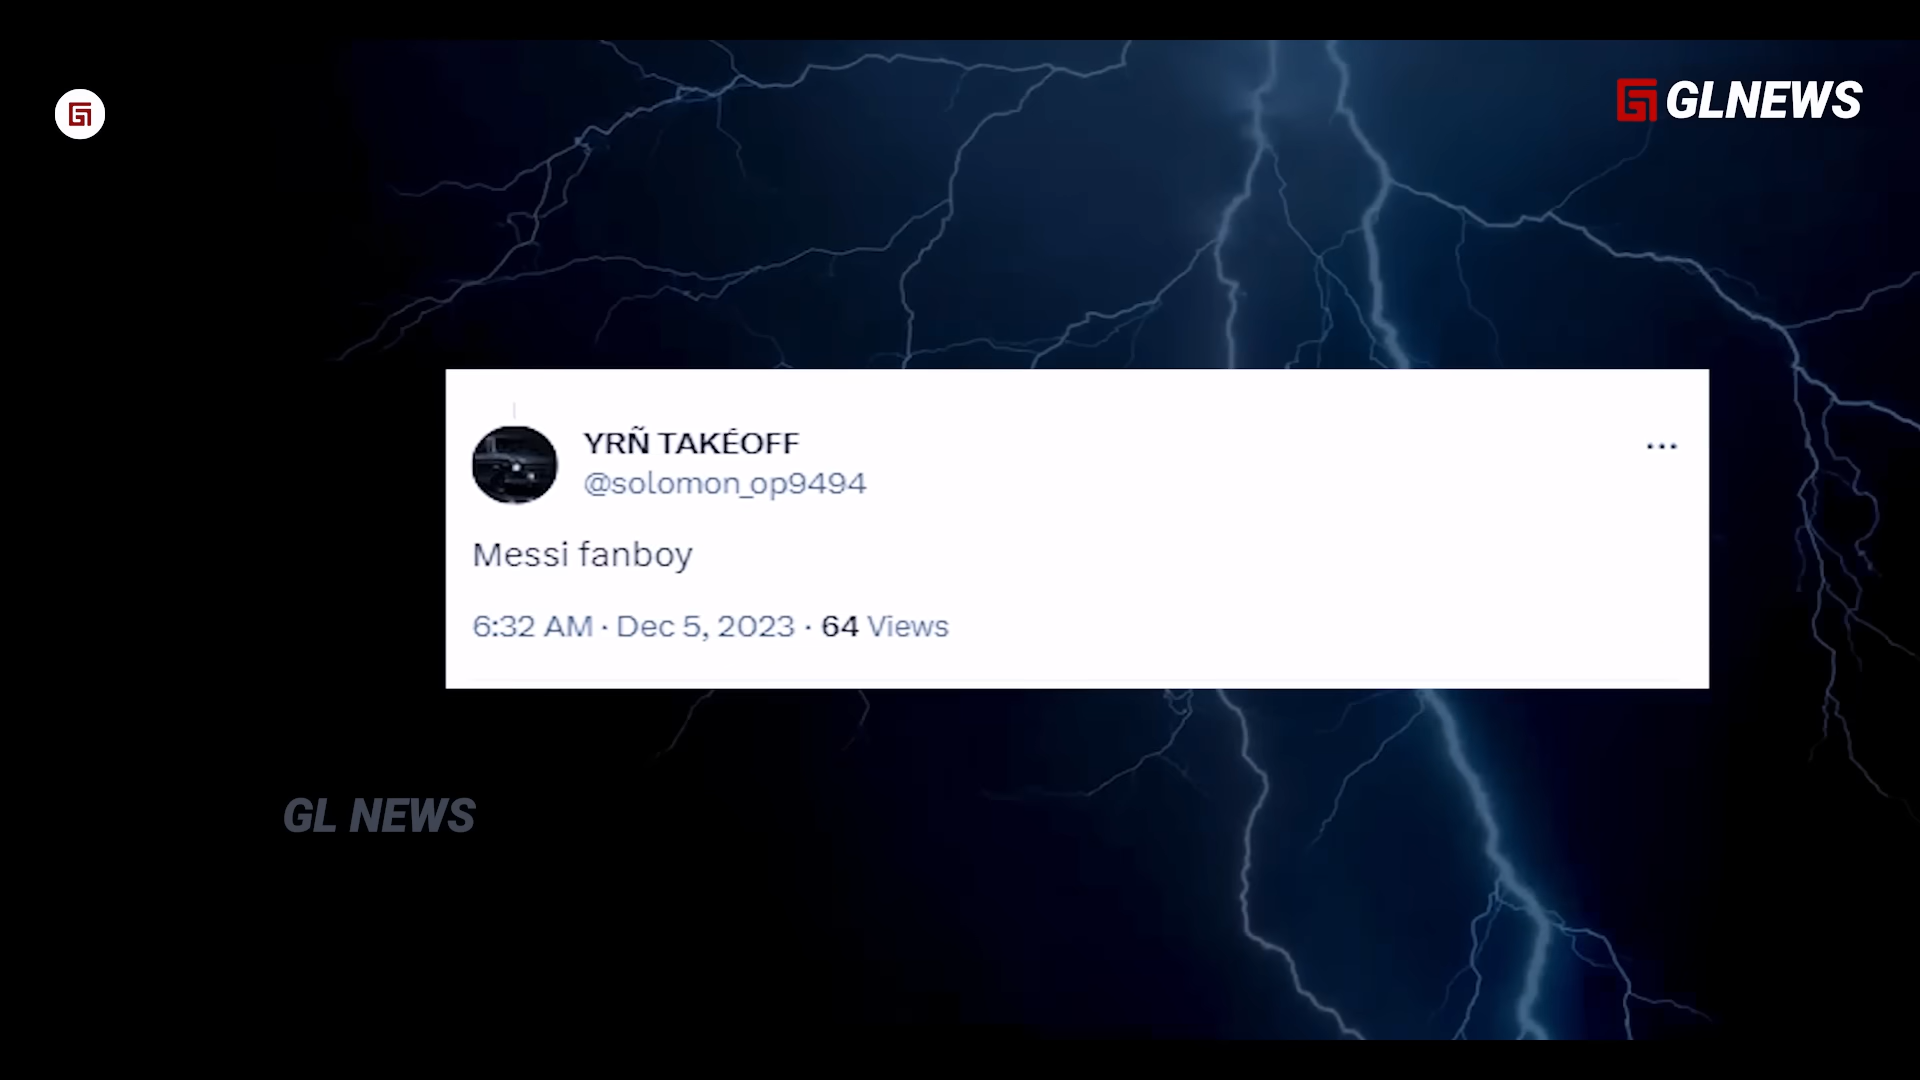 GLNEWS
YRÑ TAKÉOFF
@solomon_op9494
Messi fanboy
6:32 AM · Dec 5, 2023 · 64 Views
GL NEWS